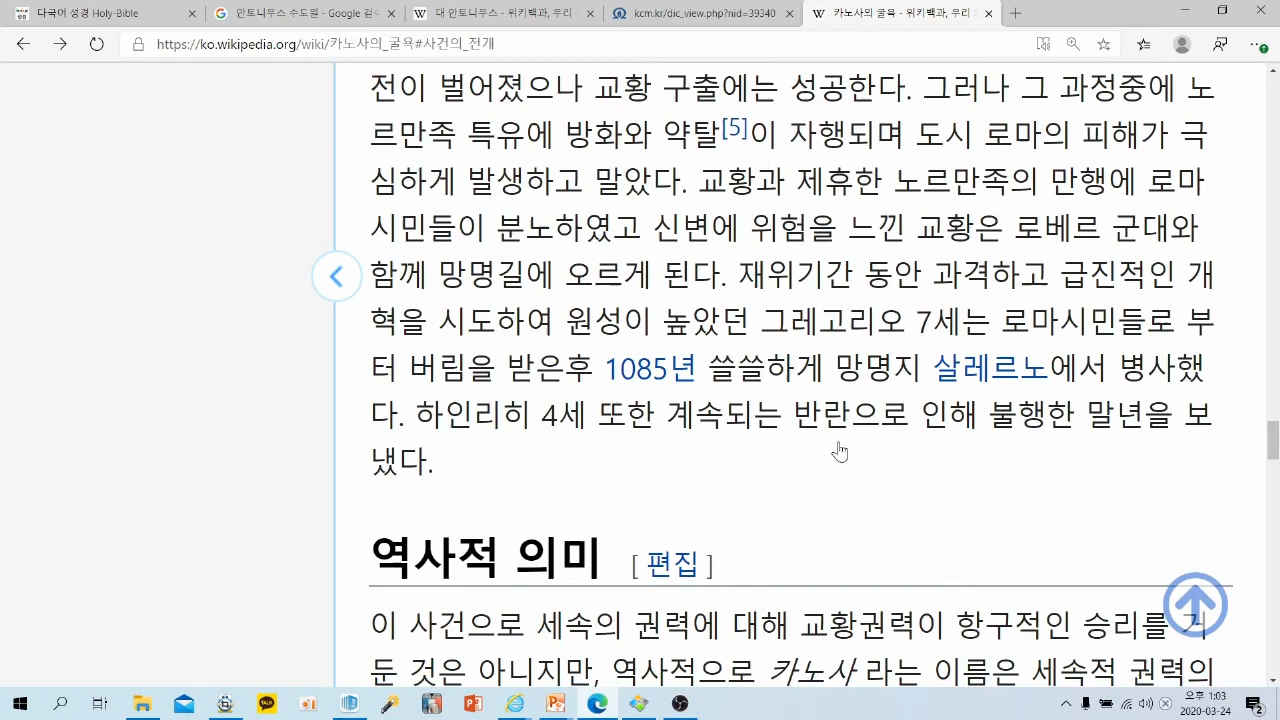 다국어 성경 Holy-Bible
안토니우스 수도원 - Google 검색
대 안토니우스 - 위키백과, 우리
kcm.kr/dic_view.php?nid=39340
카노사의 굴욕 - 위키백과, 우리
https://ko.wikipedia.org/wiki/카노사의_굴욕#사건의_전개
전이 벌어졌으나 교황 구출에는 성공한다. 그러나 그 과정중에 노
르만족 특유에 방화와 약탈[5]이 자행되며 도시 로마의 피해가 극
심하게 발생하고 말았다. 교황과 제휴한 노르만족의 만행에 로마
시민들이 분노하였고 신변에 위험을 느낀 교황은 로베르 군대와
함께 망명길에 오르게 된다. 재위기간 동안 과격하고 급진적인 개
혁을 시도하여 원성이 높았던 그레고리오 7세는 로마시민들로 부
터 버림을 받은후 1085년 쓸쓸하게 망명지 살레르노에서 병사했
다. 하인리히 4세 또한 계속되는 반란으로 인해 불행한 말년을 보
냈다.
역사적 의미 [ 편집 ]
이 사건으로 세속의 권력에 대해 교황권력이 항구적인 승리를 거
둔 것은 아니지만, 역사적으로 카노사 라는 이름은 세속적 권력의
오후 1:03
2020-03-24